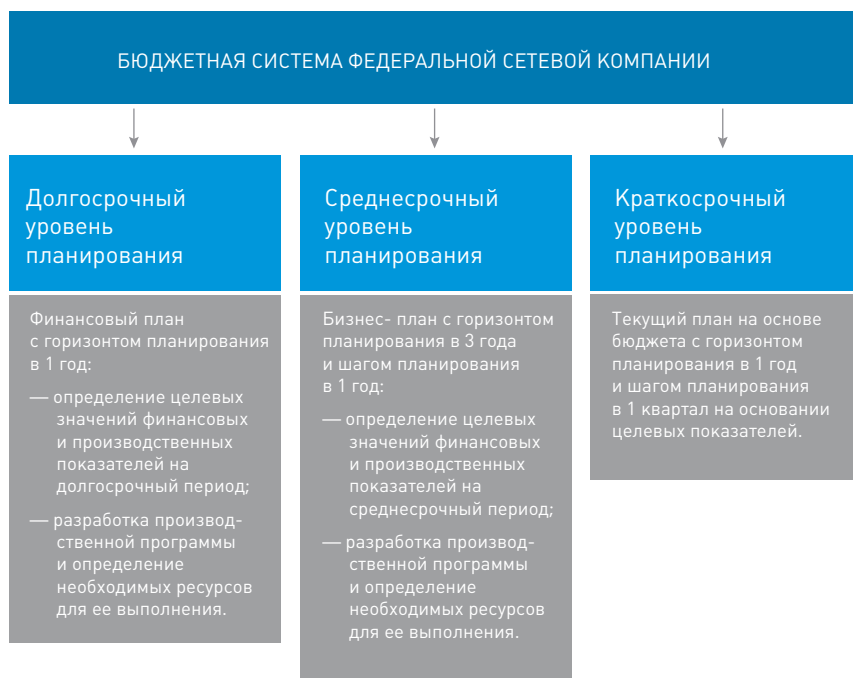 БЮДЖЕТНАЯ СИСТЕМА ФЕДЕРАЛЬНОЙ СЕТЕВОЙ КОМПАНИИ
Долгосрочный
уровень
планирования
Финансовый план
с горизонтом планирования
в 1 год:
— определение целевых
значений финансовых
и производственных
показателей на
долгосрочный период;
— разработка производ-
ственной программы
и определение
необходимых ресурсов
для ее выполнения.
Среднесрочный
уровень
планирования
Бизнес- план с горизонтом
планирования в 3 года
и шагом планирования
в 1 год:
— определение целевых
значений финансовых
и производственных
показателей на
среднесрочный период;
— разработка производ-
ственной программы
и определение
необходимых ресурсов
для ее выполнения.
Краткосрочный
уровень
планирования
Текущий план на основе
бюджета с горизонтом
планирования в 1 год
и шагом планирования
в 1 квартал на основании
целевых показателей.